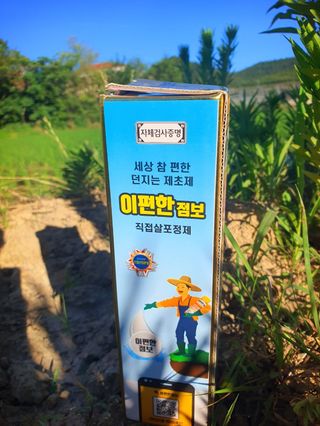 자체검사증명
세상 참 편한
던지는 제초제
이편한점보
직접살포정제
이편한
점보